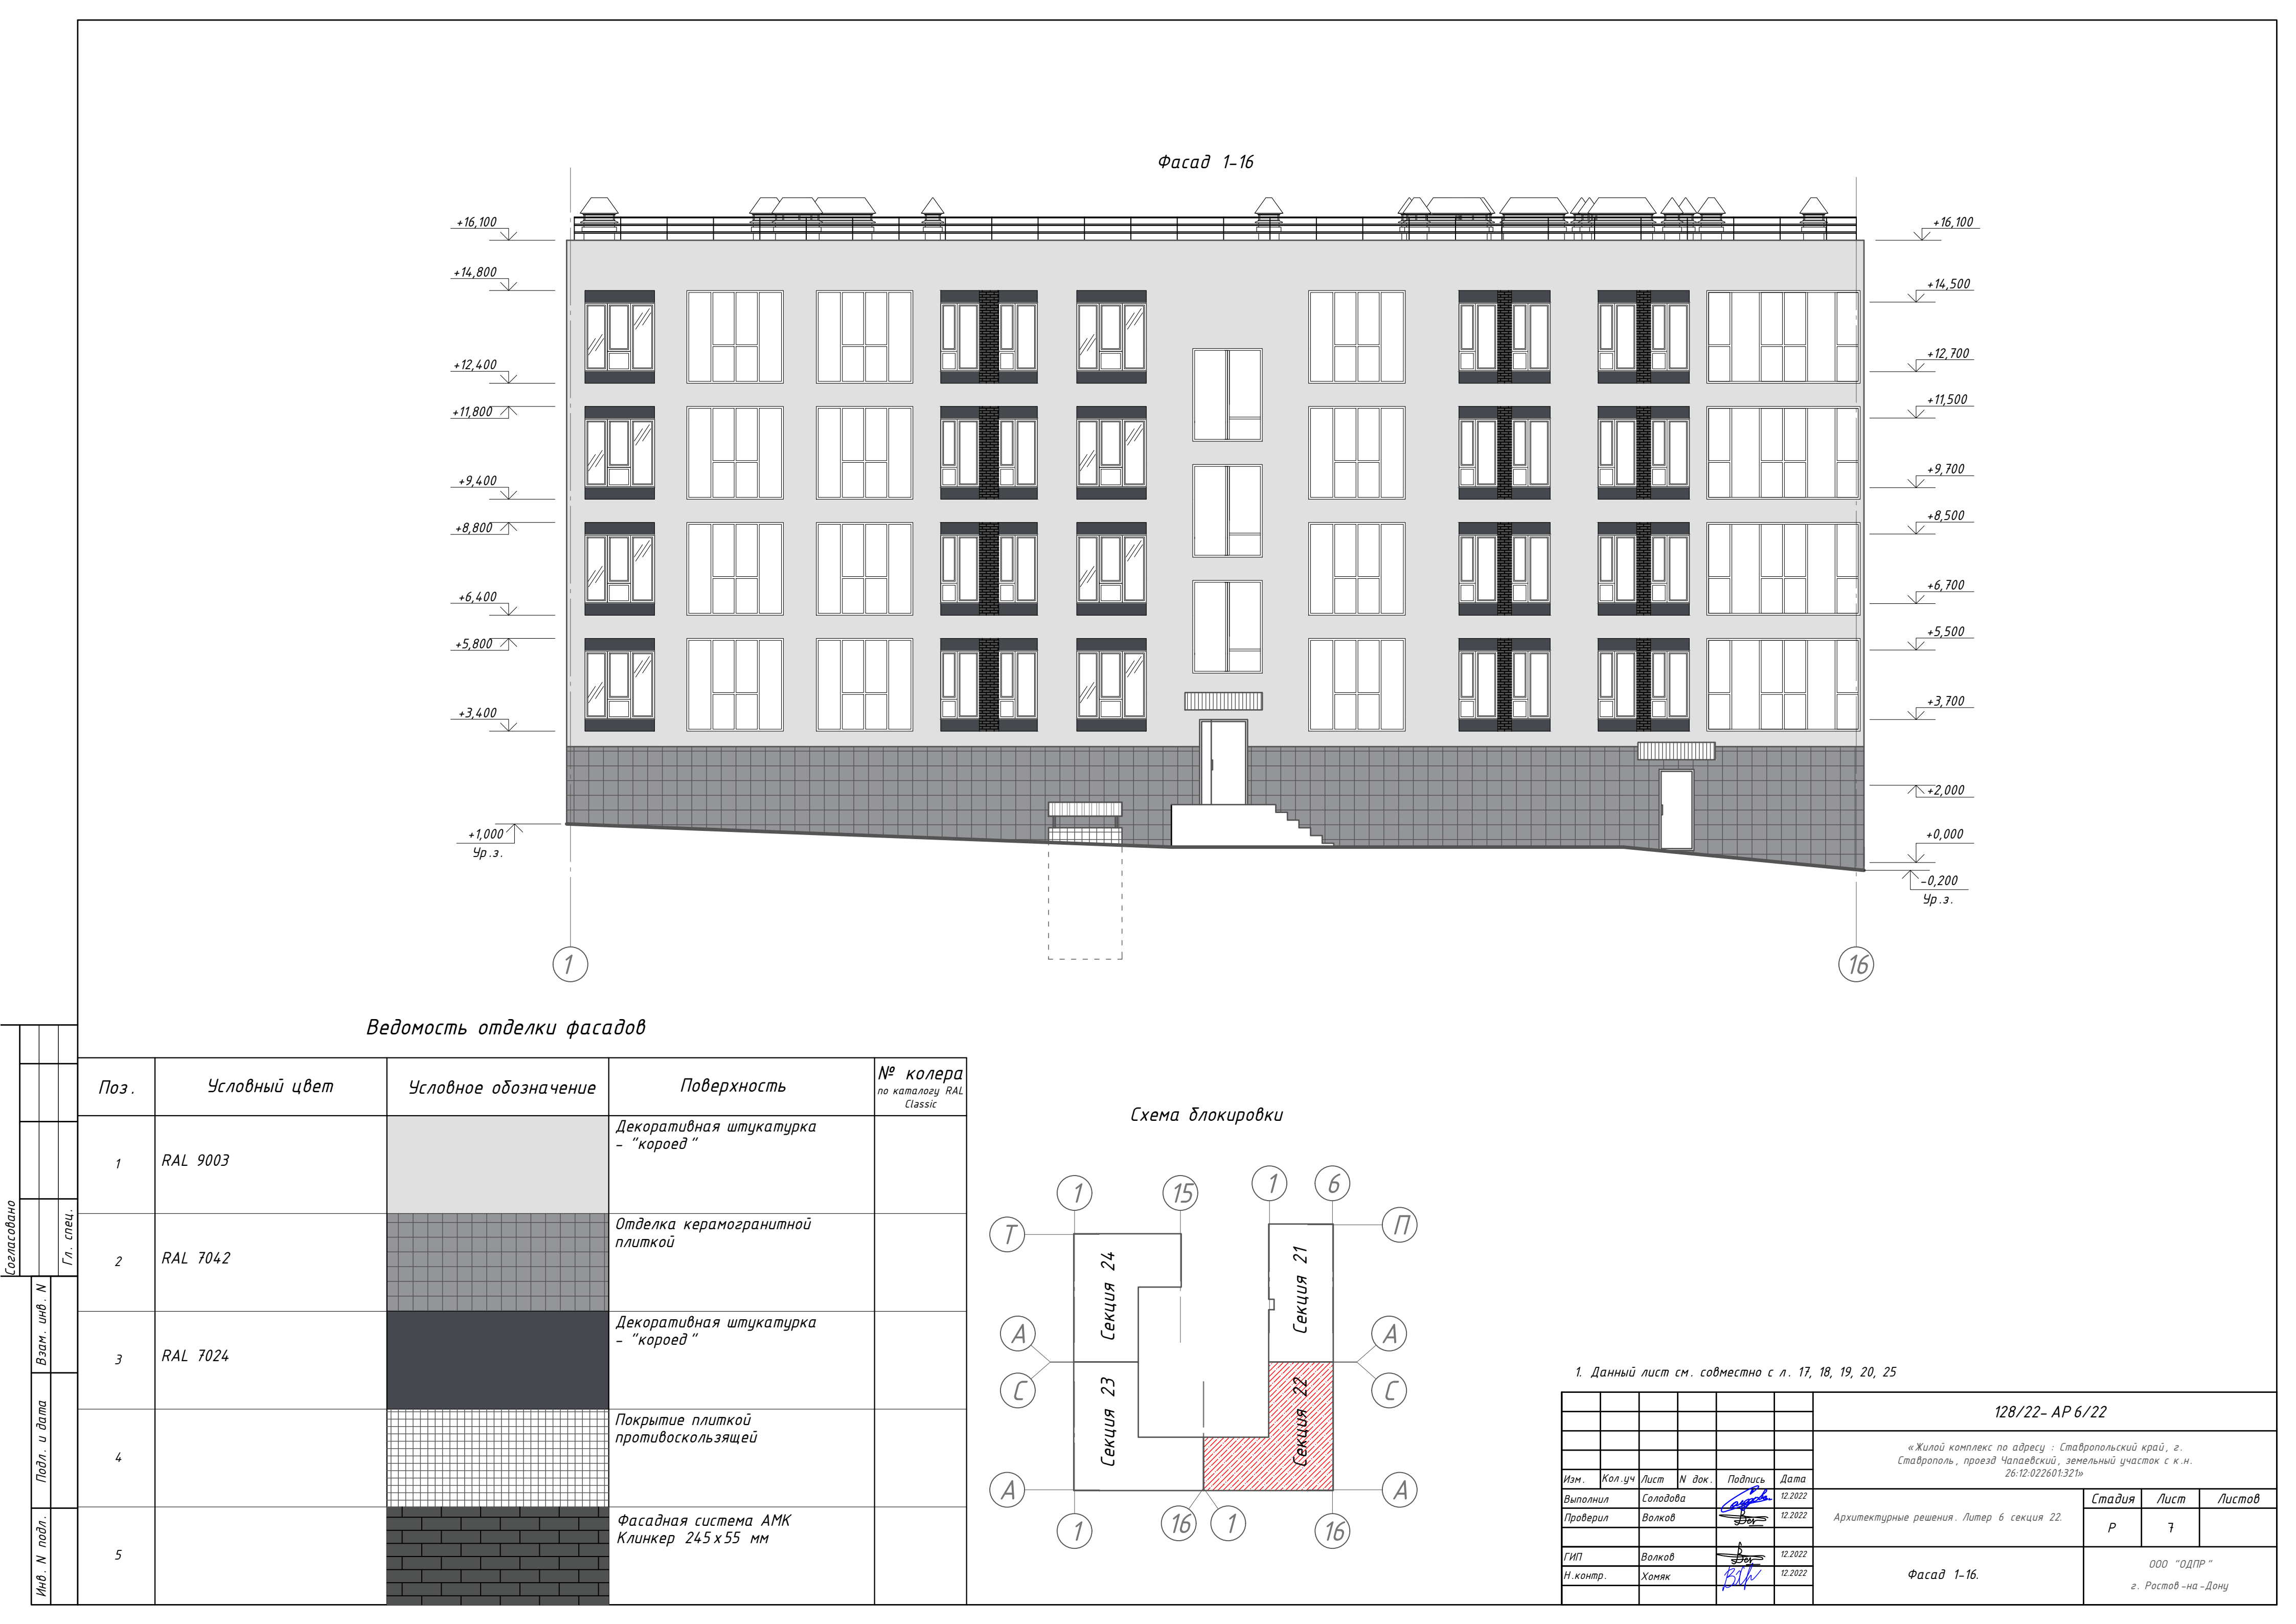 Фасад 1-16
+16,100
+14,800
+12,400
+11,800
+9,400
+8,800
+6,400
+5,800
+3,400
+1,000
Ур.з.
+16,100
+14,500
+12,700
+11,500
+9,700
+8,500
+6,700
+5,500
+3,700
+2,000
+0,000
-0,200
Ур.з.
1
16
Ведомость отделки фасадов
Поз.
Условный цвет
Условное обозначение
Поверхность
№ колера
по каталогу RAL
Classic
1
RAL 9003
Декоративная штукатурка
- "короед"
2
RAL 7042
Отделка керамогранитной
плиткой
3
RAL 7024
Декоративная штукатурка
- "короед"
4
Покрытие плиткой
противоскользящей
5
Фасадная система АМК
Клинкер 245х55 мм
Схема блокировки
1
15
1
6
Т
П
Секция 24
Секция 21
А
А
С
С
Секция 23
Секция 22
А
А
1
16
1
16
1. Данный лист см. совместно с л. 17, 18, 19, 20, 25
128/22- АР 6/22
«Жилой комплекс по адресу : Ставропольский край, г.
Ставрополь, проезд Чапаевский, земельный участок с к.н.
26:12:022601:321»
Изм.
Кол.уч
Лист
N док.
Подпись
Дата
Выполнил
Солодова
12.2022
Проверил
Волков
12.2022
ГИП
Волков
12.2022
Н.контр.
Хомяк
12.2022
Архитектурные решения. Литер 6 секция 22.
Стадия
Лист
Листов
Р
7
Фасад 1-16.
ООО "ОДПР"
г. Ростов-на-Дону
Согласовано
Гл. спец.
Взам. инв. N
Подл. и дата
Инв. N подл.